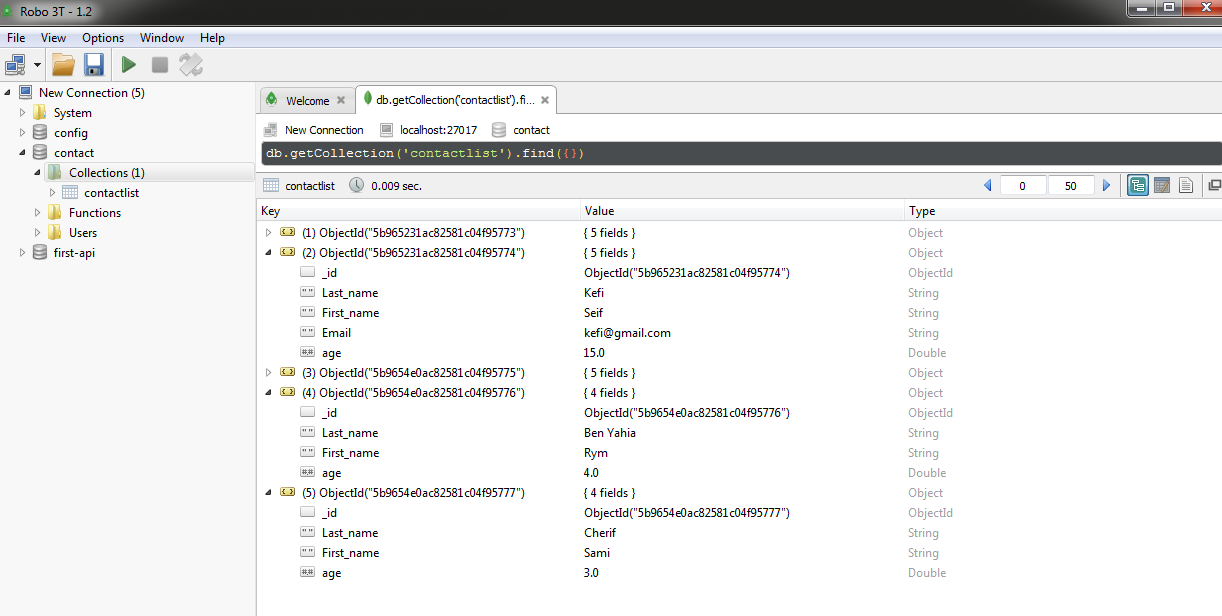 Robo 3T - 1.2
File View Options Window Help
New Connection (5)
System
config
contact
Collections (1)
contactlist
Functions
Users
first-api
Welcome db.getCollection('contactlist').fi...
New Connection localhost:27017 contact
db.getCollection('contactlist').find({})
contactlist 0.009 sec. 0 50
Key Value Type
(1) ObjectId("5b965231ac82581c04f95773") { 5 fields } Object
(2) ObjectId("5b965231ac82581c04f95774") { 5 fields } Object
_id ObjectId("5b965231ac82581c04f95774") ObjectId
Last_name Kefi String
First_name Seif String
Email kefi@gmail.com String
age 15.0 Double
(3) ObjectId("5b9654e0ac82581c04f95775") { 5 fields } Object
(4) ObjectId("5b9654e0ac82581c04f95776") { 4 fields } Object
_id ObjectId("5b9654e0ac82581c04f95776") ObjectId
Last_name Ben Yahia String
First_name Rym String
age 4.0 Double
(5) ObjectId("5b9654e0ac82581c04f95777") { 4 fields } Object
_id ObjectId("5b9654e0ac82581c04f95777") ObjectId
Last_name Cherif String
First_name Sami String
age 3.0 Double